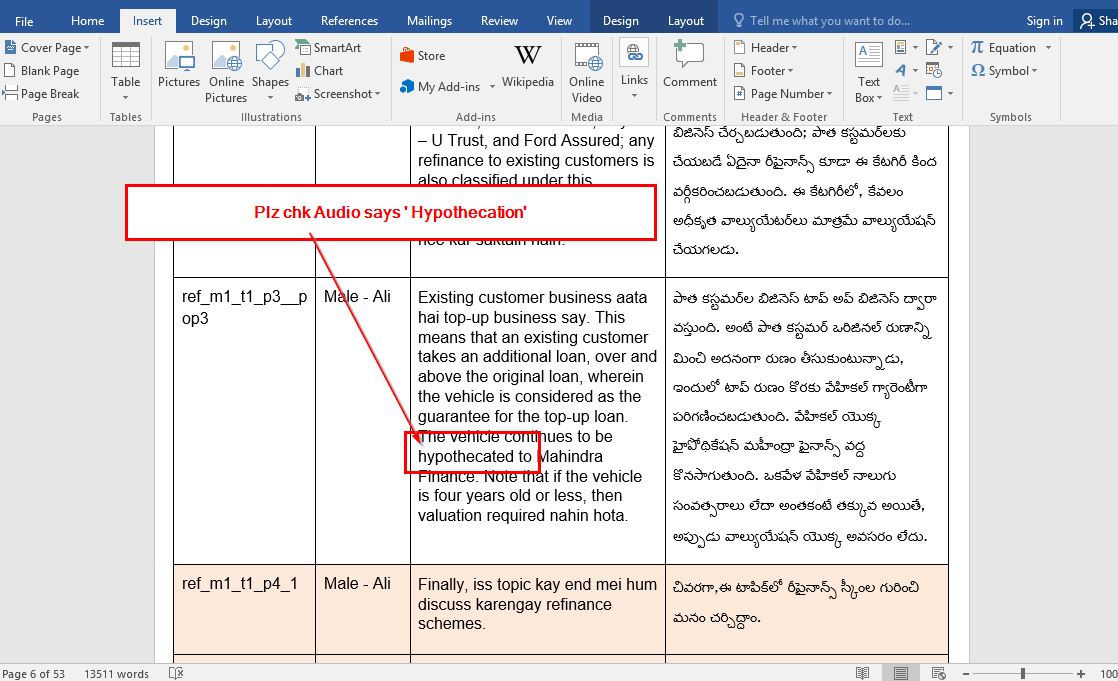 File Home Insert Design Layout References Mailings Review View Design Layout Tell me what you want to do... Sign in Sha
Cover Page
Blank Page
Page Break
Pages
Table
Tables
Pictures
Online Pictures
Shapes
SmartArt
Chart
Screenshot
Illustrations
Store
My Add-ins
W
Wikipedia
Add-ins
Online Video
Media
Links
Comment
Comments
Header
Footer
Page Number
Header & Footer
Text Box
A
Text
π Equation
Ω Symbol
Symbols
– U Trust, and Ford Assured; any
refinance to existing customers is
also classified under this
బిజినెస్ చేర్చబడుతుంది; పాత కస్టమర్‌లకు
చేయబడే ఏదైనా రీఫైనాన్స్ కూడా ఈ కేటగిరీ కింద
వర్గీకరించబడుతుంది. ఈ కేటగిరీలో, కేవలం
అధీకృత వాల్యుయేటర్‌లు మాత్రమే వాల్యుయేషన్
చేయగలడు.
Plz chk Audio says ' Hypothecation'
ref_m1_t1_p3__p
op3
Male - Ali
Existing customer business aata
hai top-up business say. This
means that an existing customer
takes an additional loan, over and
above the original loan, wherein
the vehicle is considered as the
guarantee for the top-up loan.
The vehicle continues to be
hypothecated to Mahindra
Finance. Note that if the vehicle
is four years old or less, then
valuation required nahin hota.
పాత కస్టమర్‌ల బిజినెస్ టాప్ అప్ బిజినెస్ ద్వారా
వస్తుంది. అంటే పాత కస్టమర్ ఒరిజినల్ రుణాన్ని
మించి అదనంగా రుణం తీసుకుంటున్నాడు,
ఇందులో టాప్ రుణం కొరకు వేహికల్ గ్యారెంటీగా
పరిగణించబడుతుంది. వేహికల్ యొక్క
హైపోథికేషన్ మహీంద్రా ఫైనాన్స్ వద్ద
కొనసాగుతుంది. ఒకవేళ వేహికల్ నాలుగు
సంవత్సరాలు లేదా అంతకంటే తక్కువ అయితే,
అప్పుడు వాల్యుయేషన్ యొక్క అవసరం లేదు.
ref_m1_t1_p4_1
Male - Ali
Finally, iss topic kay end mei hum
discuss karengay refinance
schemes.
చివరగా,ఈ టాపిక్‌లో రీఫైనాన్స్ స్కీంల గురించి
మనం చర్చిద్దాం.
Page 6 of 53 13511 words
100